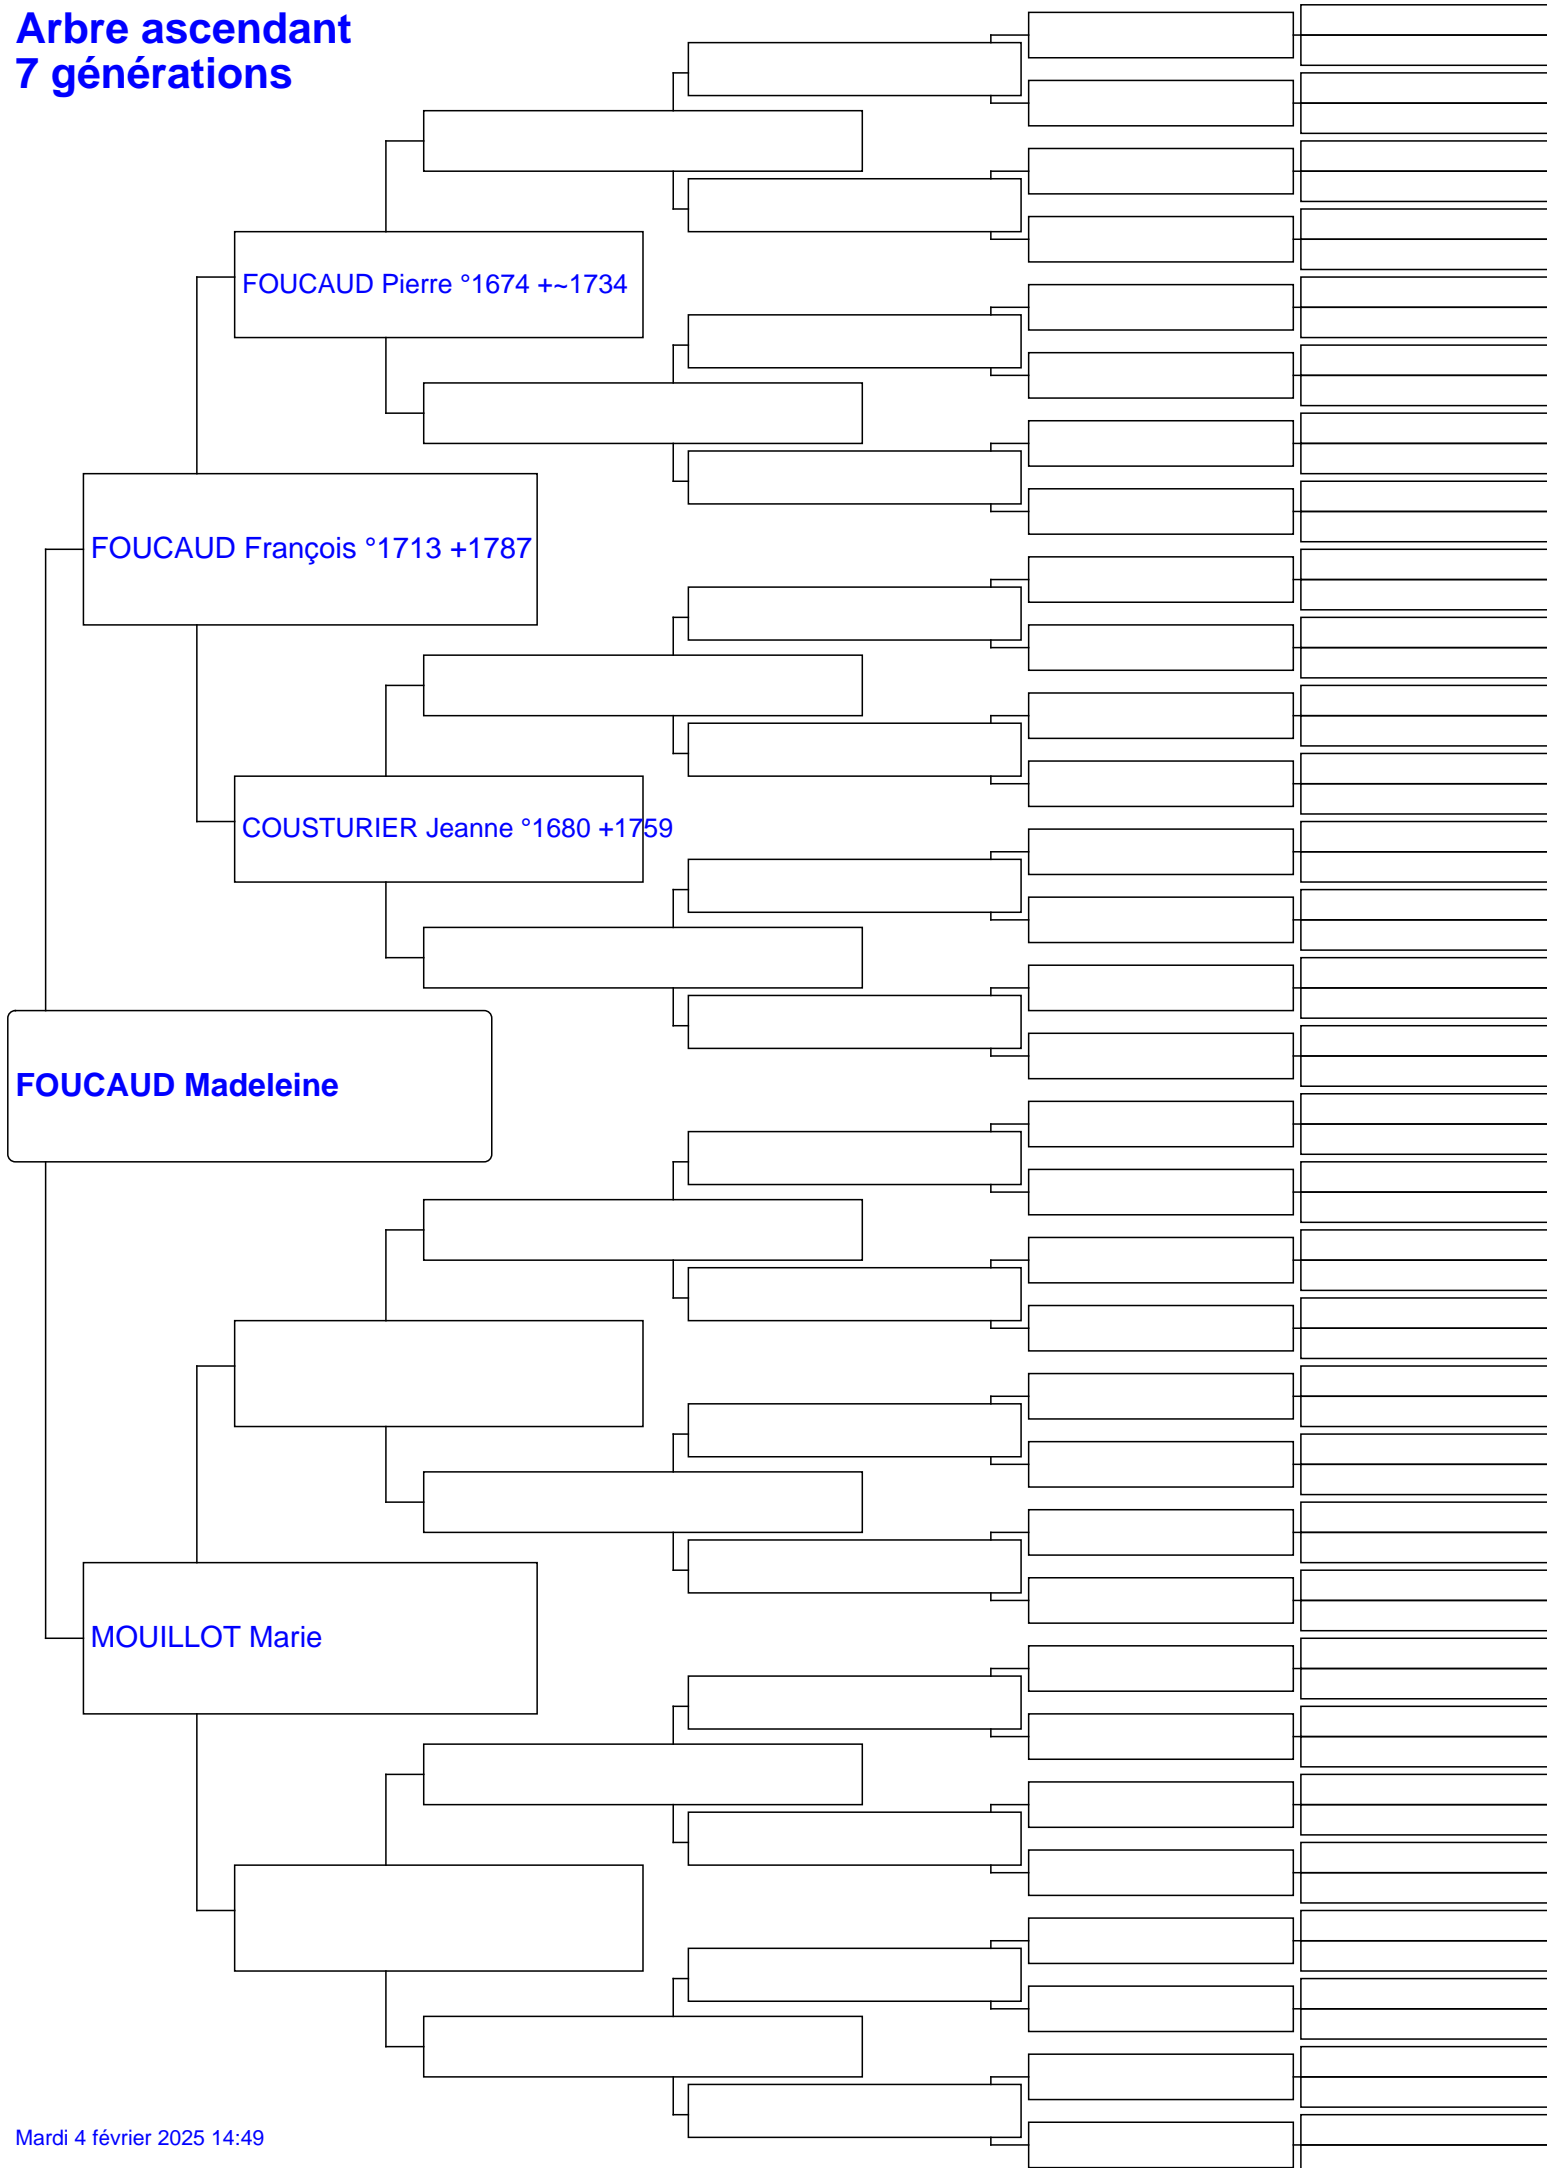 Arbre ascendant
7 générations
FOUCAUD Pierre °1674 +~1734
FOUCAUD François °1713 +1787
COUSTURIER Jeanne °1680 +1759
FOUCAUD Madeleine
MOUILLOT Marie
Mardi 4 février 2025 14:49